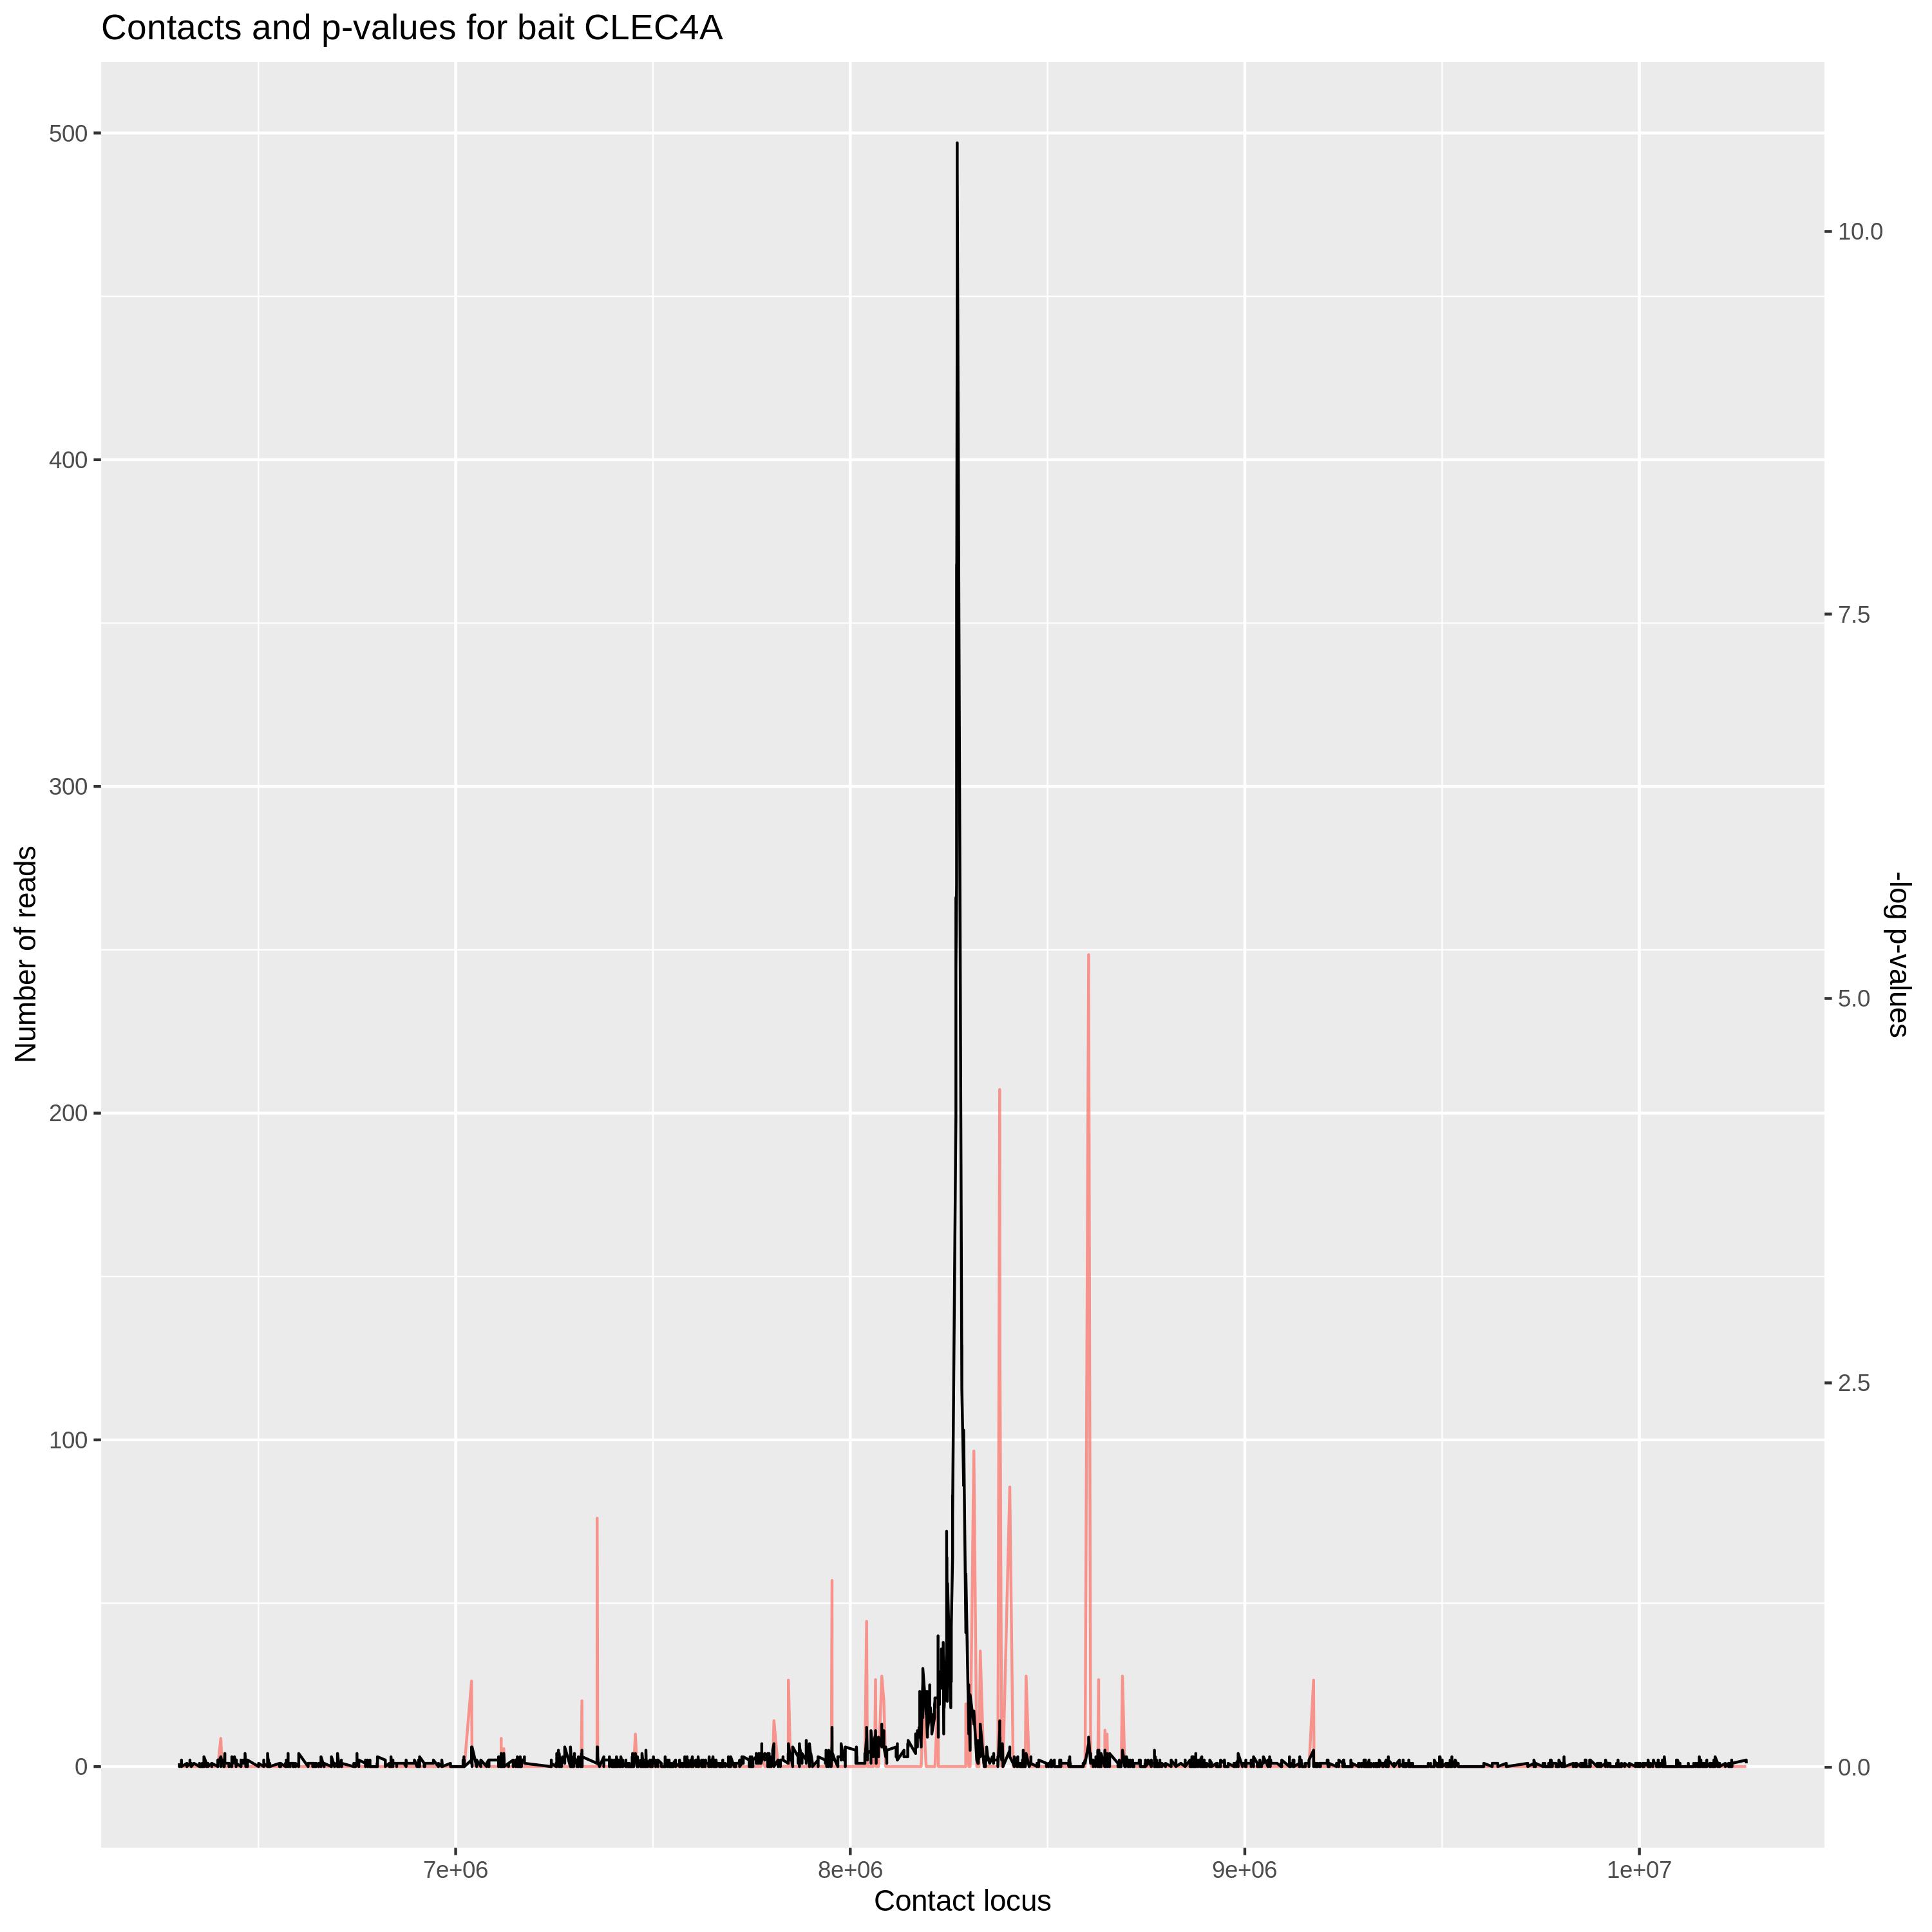 Contacts and p-values for bait CLEC4A
500
400
300
200
100
0
Number of reads
10.0
7.5
5.0
2.5
0.0
-log p-values
7e+06
8e+06
9e+06
1e+07
Contact locus